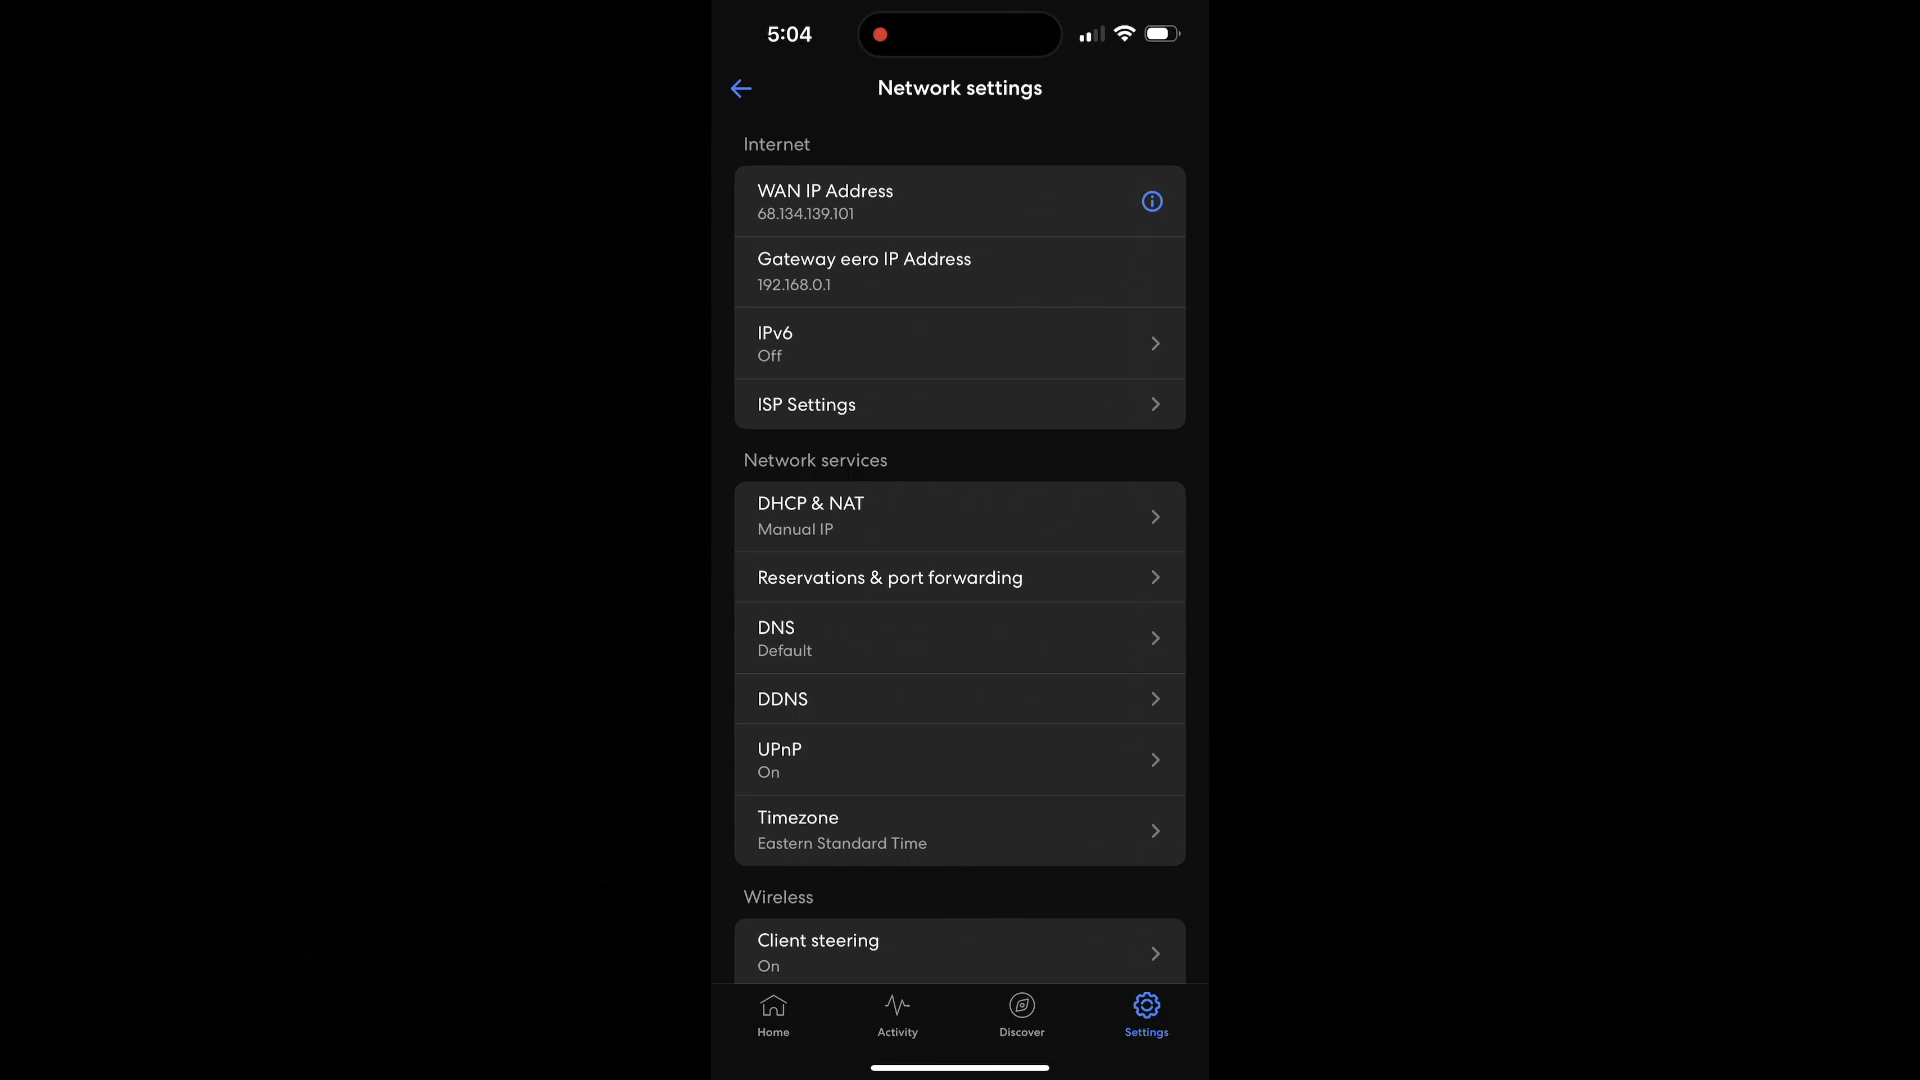 5:04
Network settings
Internet
WAN IP Address
68.134.139.101
Gateway eero IP Address
192.168.0.1
IPv6
Off
ISP Settings
Network services
DHCP & NAT
Manual IP
Reservations & port forwarding
DNS
Default
DDNS
UPnP
On
Timezone
Eastern Standard Time
Wireless
Client steering
On
Home Activity Discover Settings